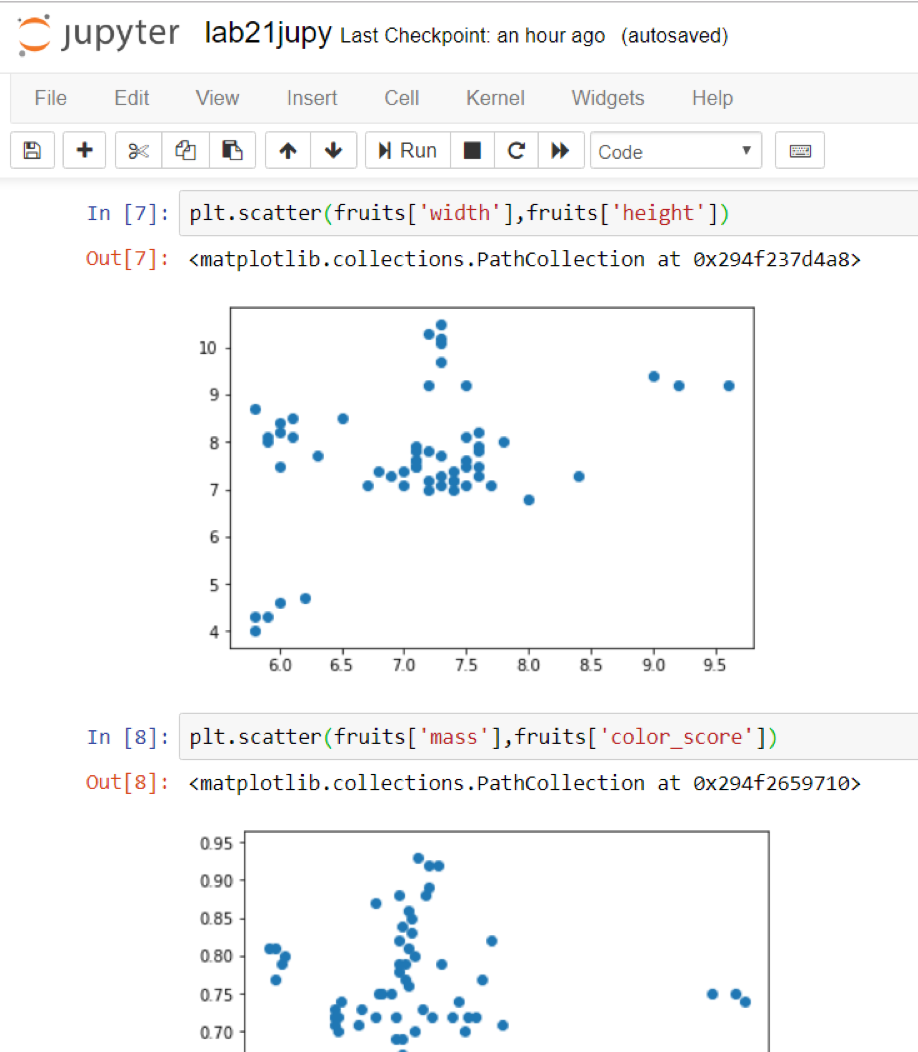 jupyter lab21jupy Last Checkpoint: an hour ago (autosaved)
File Edit View Insert Cell Kernel Widgets Help
Run Code
In [7]: plt.scatter(fruits['width'],fruits['height'])
Out[7]: <matplotlib.collections.PathCollection at 0x294f237d4a8>
10
9
8
7
6
5
4
6.0 6.5 7.0 7.5 8.0 8.5 9.0 9.5
In [8]: plt.scatter(fruits['mass'],fruits['color_score'])
Out[8]: <matplotlib.collections.PathCollection at 0x294f2659710>
0.95
0.90
0.85
0.80
0.75
0.70